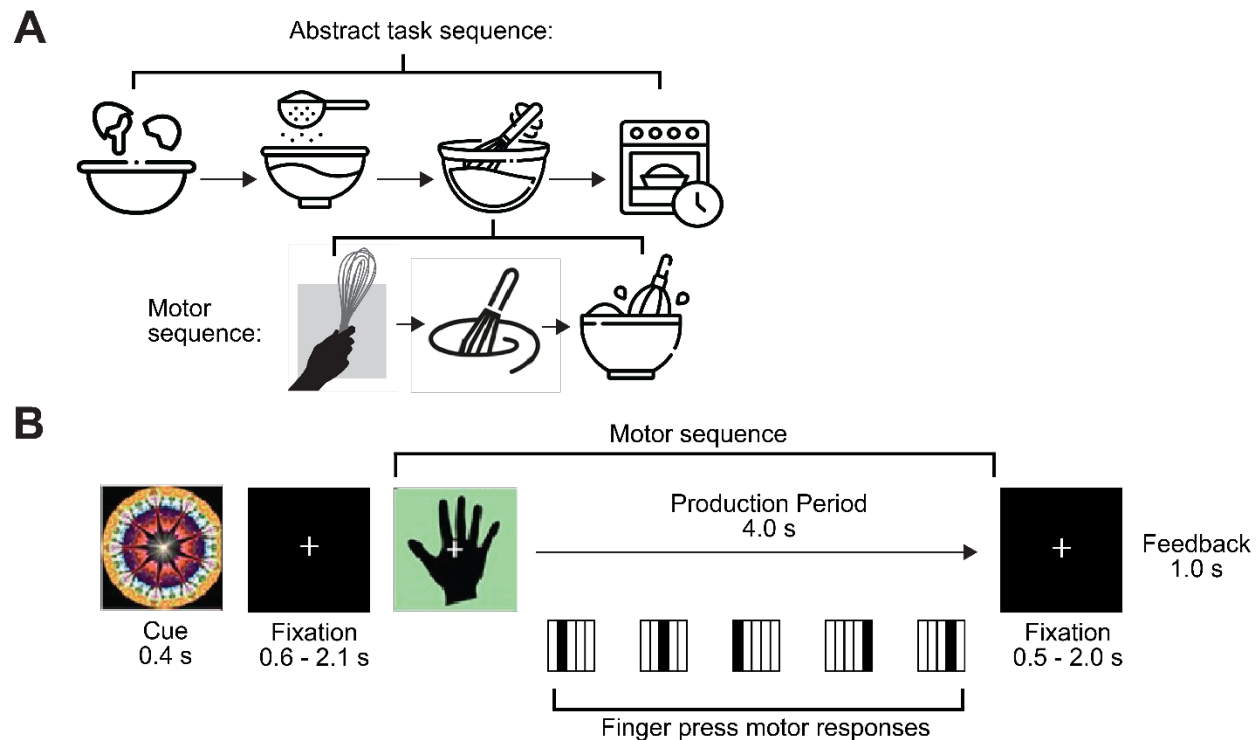 A
Abstract task sequence:
Motor
sequence:
B
Motor sequence
Production Period
4.0 s
Feedback
1.0 s
Cue
0.4 s
Fixation
0.6 - 2.1 s
Fixation
0.5 - 2.0 s
Finger press motor responses